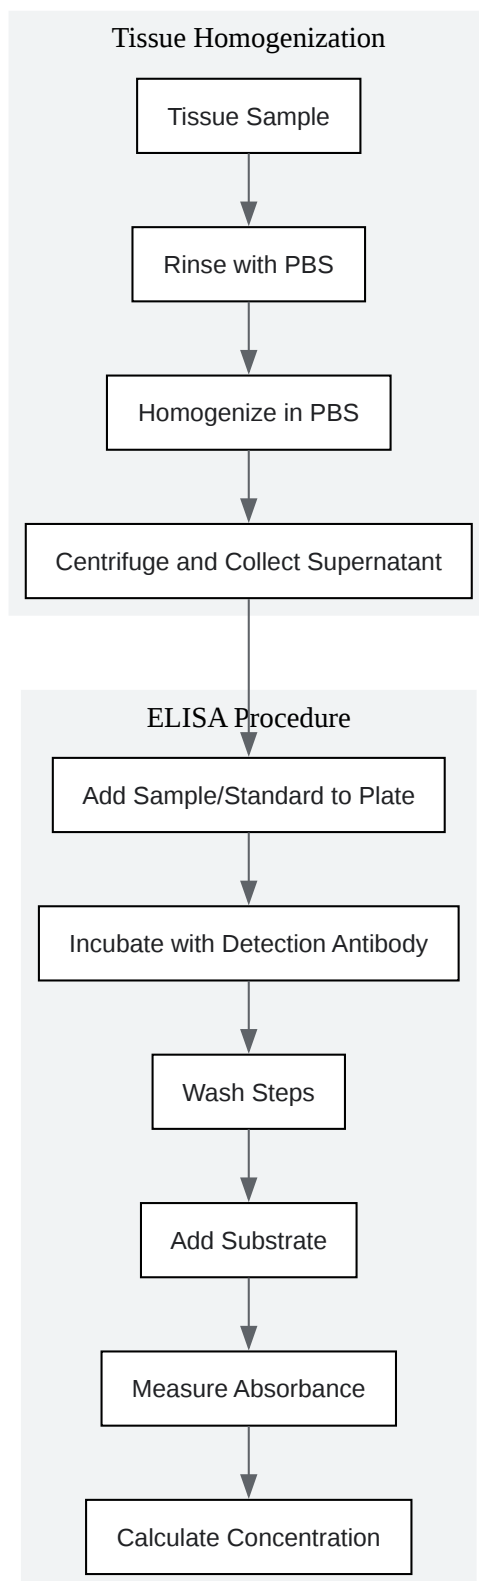 Tissue Homogenization
Tissue Sample
Rinse with PBS
Homogenize in PBS
Centrifuge and Collect Supernatant
ELISA Procedure
Add Sample/Standard to Plate
Incubate with Detection Antibody
Wash Steps
Add Substrate
Measure Absorbance
Calculate Concentration